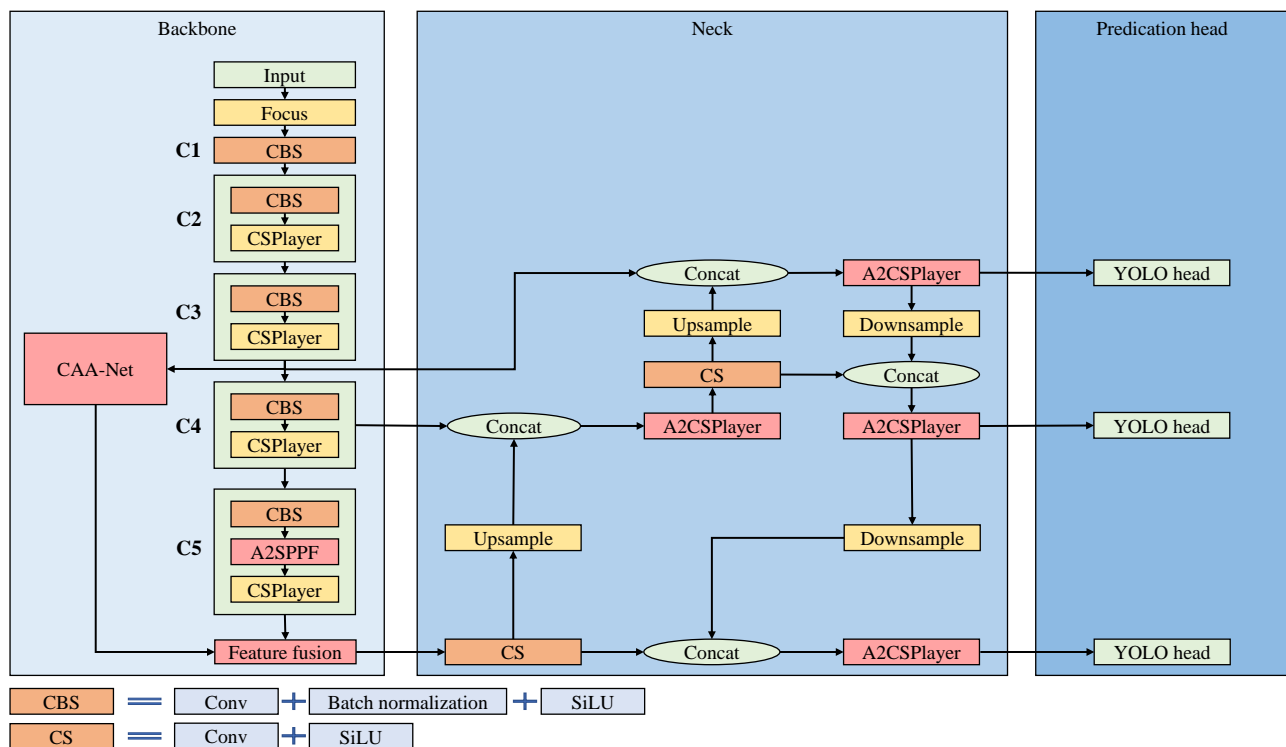 Backbone
Neck
Predication head
Input
Focus
C1
CBS
C2
CBS
CSPlayer
C3
CBS
CSPlayer
CAA-Net
C4
CBS
CSPlayer
C5
CBS
A2SPPF
CSPlayer
Feature fusion
Concat
A2CSPlayer
YOLO head
Upsample
Downsample
CS
Concat
Concat
A2CSPlayer
A2CSPlayer
YOLO head
Upsample
Downsample
CS
Concat
A2CSPlayer
YOLO head
CBS = Conv + Batch normalization + SiLU
CS = Conv + SiLU